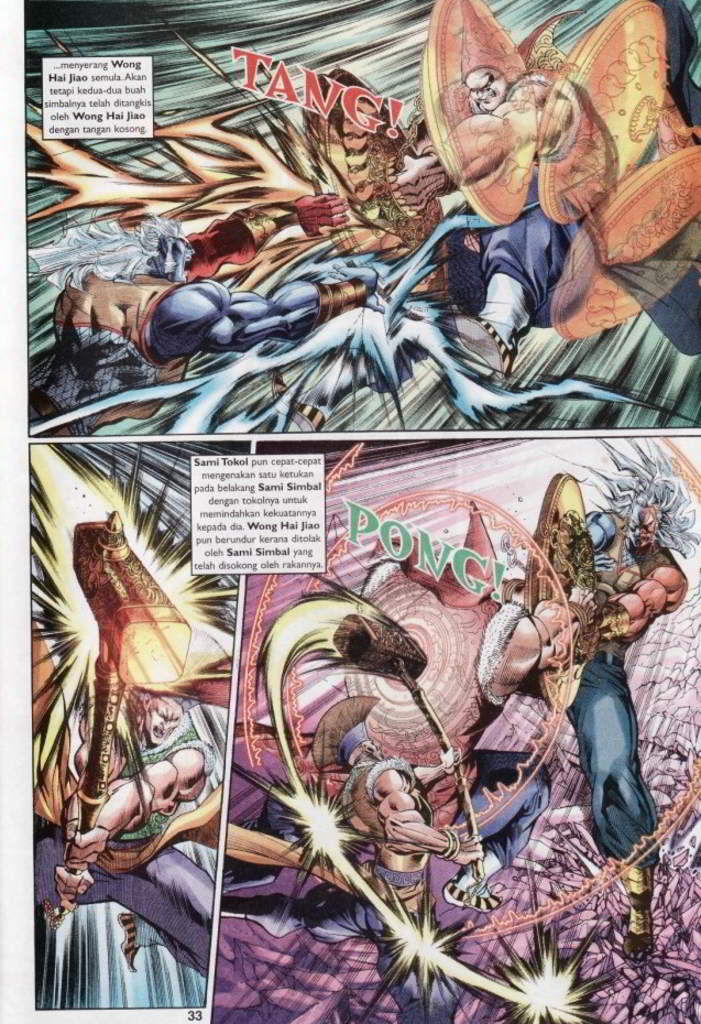 ...menyerang Wong
Hai Jiao semula. Akan
tetapi kedua-dua buah
simbalnya telah ditangkis
oleh Wong Hai Jiao
dengan tangan kosong.
TANG!
Sami Tokol pun cepat-cepat
mengenakan satu ketukan
pada belakang Sami Simbal
dengan tokolnya untuk
memindahkan kekuatannya
kepada dia. Wong Hai Jiao
pun berundur kerana ditolak
oleh Sami Simbal yang
telah disokong oleh rakannya.
PONG!
33